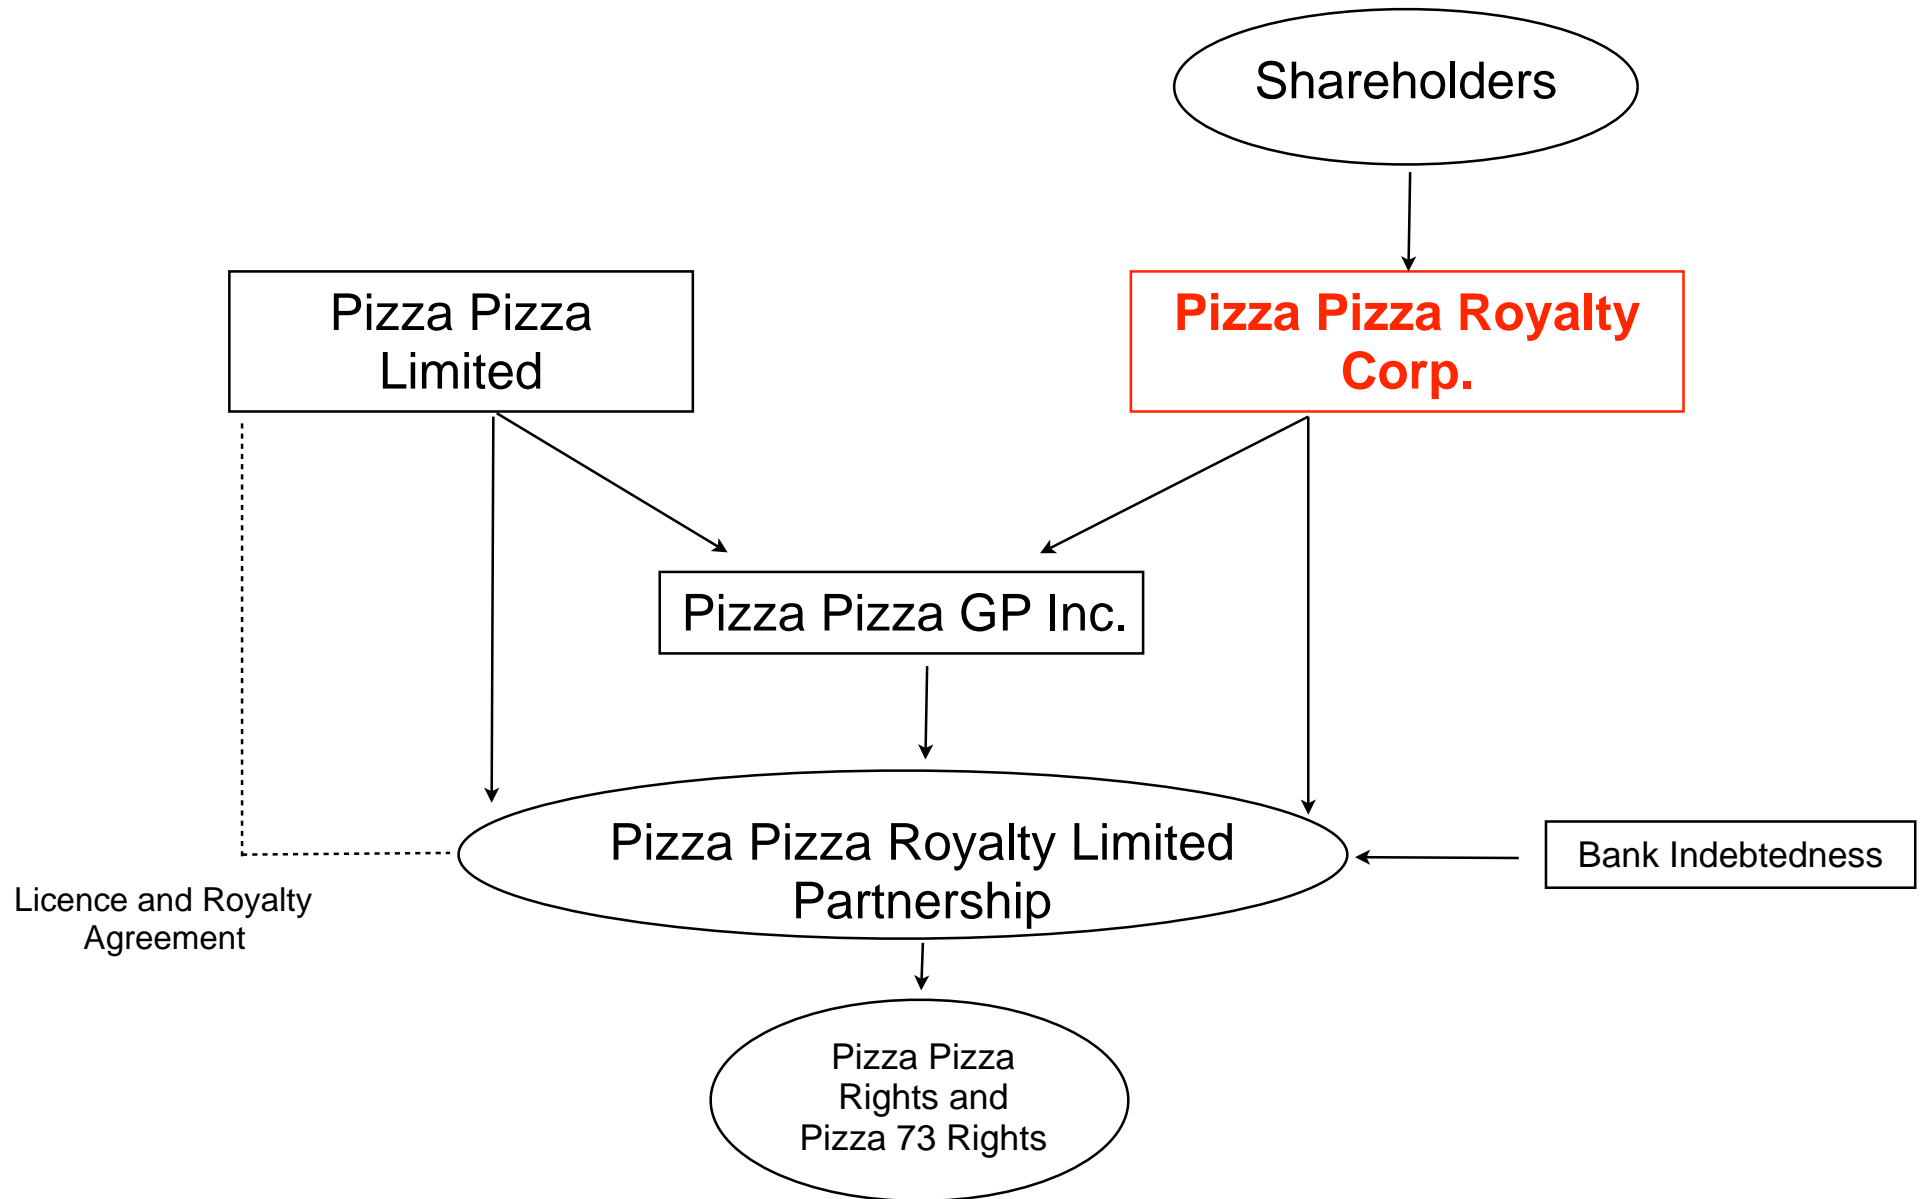 Shareholders
Pizza Pizza
Limited
Pizza Pizza Royalty
Corp.
Pizza Pizza GP Inc.
Pizza Pizza Royalty Limited
Partnership
Bank Indebtedness
Licence and Royalty
Agreement
Pizza Pizza
Rights and
Pizza 73 Rights